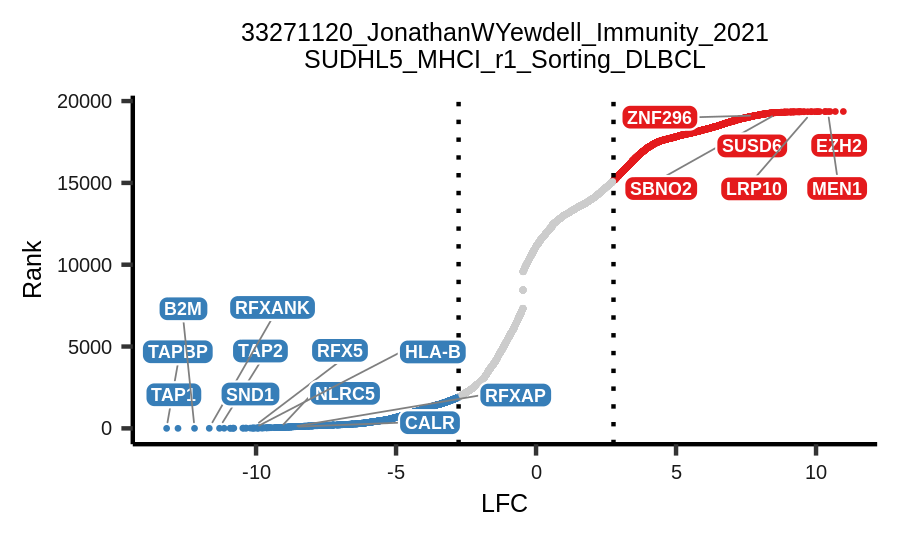 33271120_JonathanWYewdell_Immunity_2021
SUDHL5_MHCI_r1_Sorting_DLBCL
Rank
20000
15000
10000
5000
0
ZNF296
SUSD6
EZH2
SBNO2
LRP10
MEN1
B2M
RFXANK
TAPBP
TAP2
RFX5
HLA-B
TAP1
SND1
NLRC5
RFXAP
CALR
-10
-5
0
5
10
LFC